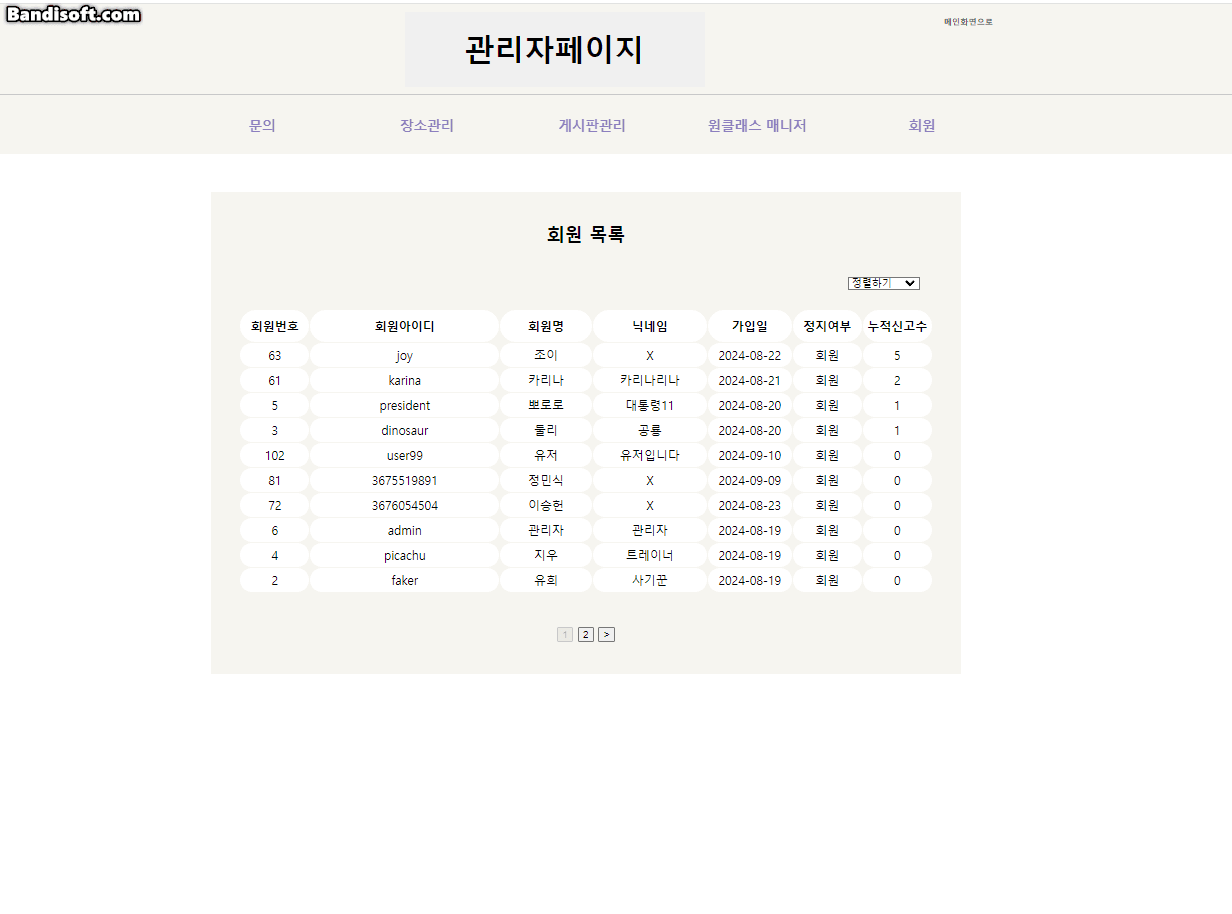 Bandisoft.com
메인화면으로
관리자페이지
문의 장소관리 게시판관리 원클래스 매니저 회원
회원 목록
정렬하기
회원번호 회원아이디 회원명 닉네임 가입일 정지여부 누적신고수
63 joy 조이 X 2024-08-22 회원 5
61 karina 카리나 카리나리나 2024-08-21 회원 2
5 president 뽀로로 대통령11 2024-08-20 회원 1
3 dinosaur 둘리 공룡 2024-08-20 회원 1
102 user99 유저 유저입니다 2024-09-10 회원 0
81 3675519891 정민식 X 2024-09-09 회원 0
72 3676054504 이승헌 X 2024-08-23 회원 0
6 admin 관리자 관리자 2024-08-19 회원 0
4 picachu 지우 트레이너 2024-08-19 회원 0
2 faker 유희 사기꾼 2024-08-19 회원 0
1 2 >